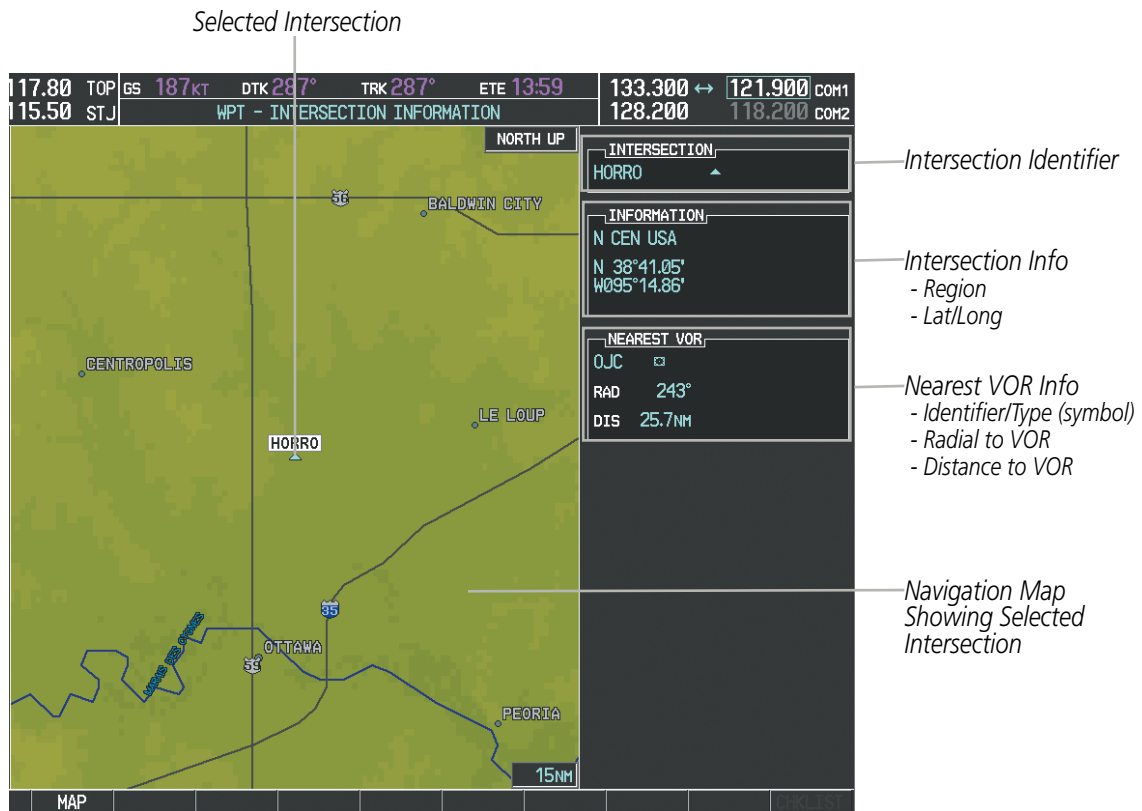 Selected Intersection
117.80 TOP GS 187KT DTK 287° TRK 287° ETE 13:59 133.300 ↔ 121.900 COM1
115.50 STJ WPT - INTERSECTION INFORMATION 128.200 118.200 COM2
NORTH UP
56
BALDWIN CITY
CENTROPOLIS
LE LOUP
HORRO
35
MARAIS DES CYGNES
OTTAWA
59
PEORIA
15NM
INTERSECTION
HORRO
INFORMATION
N CEN USA
N 38°41.05'
W095°14.86'
NEAREST VOR
OJC
RAD 243°
DIS 25.7NM
Intersection Identifier
Intersection Info
- Region
- Lat/Long
Nearest VOR Info
- Identifier/Type (symbol)
- Radial to VOR
- Distance to VOR
Navigation Map
Showing Selected
Intersection
MAP
CHKLIST